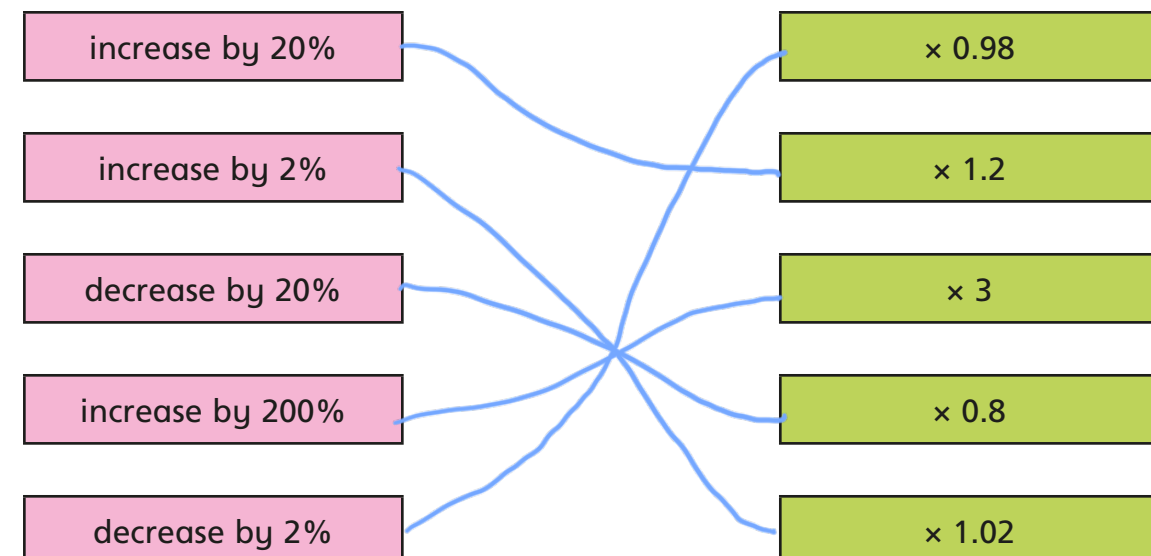 increase by 20%
× 0.98
increase by 2%
× 1.2
decrease by 20%
× 3
increase by 200%
× 0.8
decrease by 2%
× 1.02